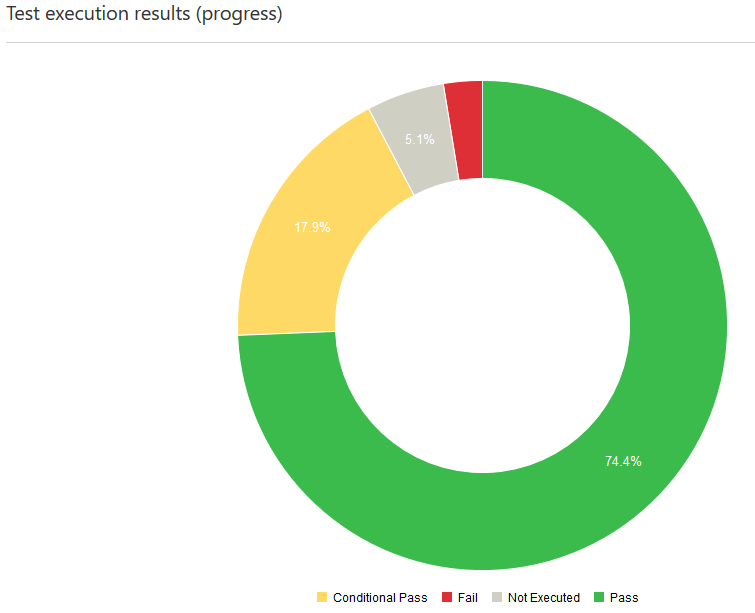 Test execution results (progress)
5.1%
17.9%
74.4%
Conditional Pass Fail Not Executed Pass